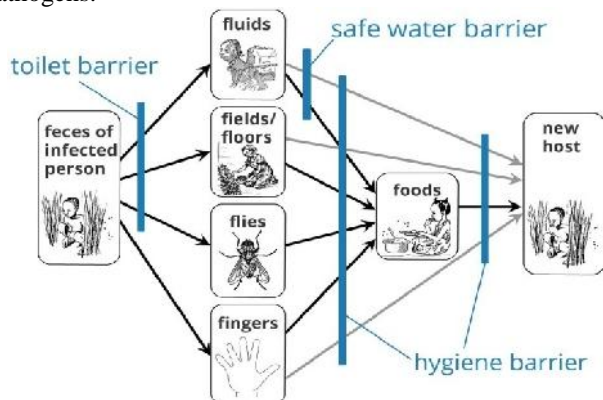 athogens.
fluids
safe water barrier
toilet barrier
feces of
infected
person
fields/
floors
new
host
foods
flies
fingers
hygiene barrier